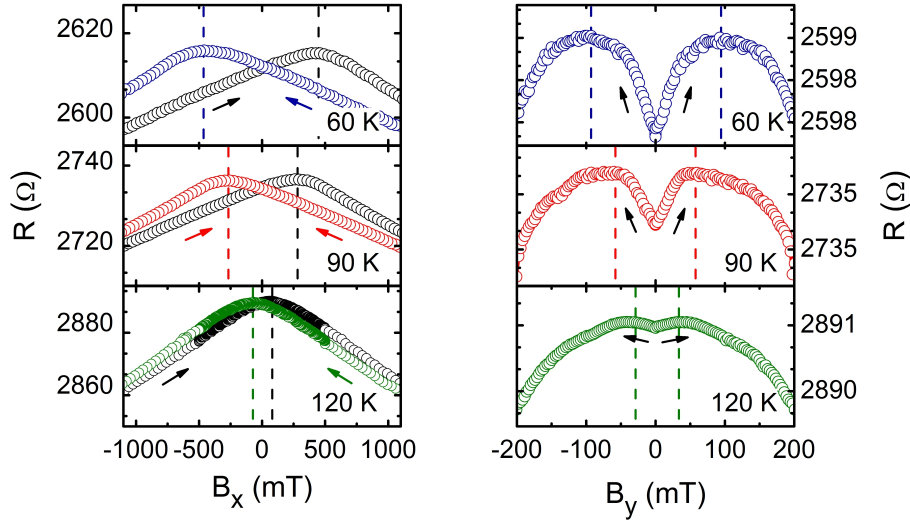 R (Ω)
2620
2600
60 K
2740
2720
90 K
2880
2860
120 K
-1000 -500 0 500 1000
B_x (mT)
2599
2598
2598
60 K
2735
2735
90 K
2891
2890
120 K
-200 -100 0 100 200
B_y (mT)
R (Ω)